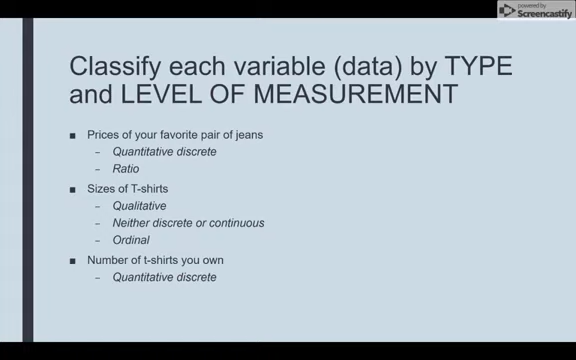 powered by
Screencastify
Classify each variable (data) by TYPE
and LEVEL OF MEASUREMENT
Prices of your favorite pair of jeans
– Quantitative discrete
– Ratio
Sizes of T-shirts
– Qualitative
– Neither discrete or continuous
– Ordinal
Number of t-shirts you own
– Quantitative discrete